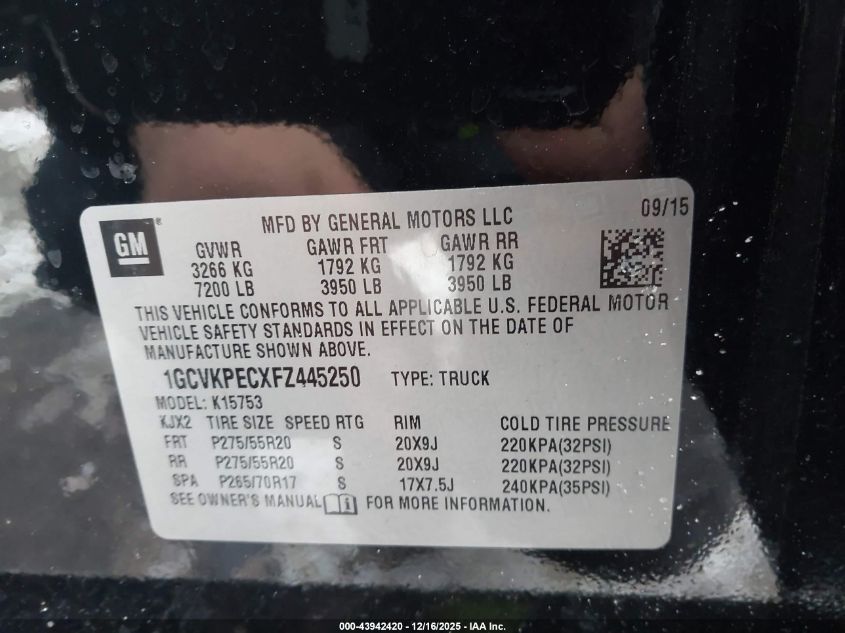 GM
MFD BY GENERAL MOTORS LLC
09/15
GVWR GAWR FRT GAWR RR
3266 KG 1792 KG 1792 KG
7200 LB 3950 LB 3950 LB
THIS VEHICLE CONFORMS TO ALL APPLICABLE U.S. FEDERAL MOTOR
VEHICLE SAFETY STANDARDS IN EFFECT ON THE DATE OF
MANUFACTURE SHOWN ABOVE.
1GCVKPECXFZ445250 TYPE: TRUCK
MODEL: K15753
KJX2 TIRE SIZE SPEED RTG RIM COLD TIRE PRESSURE
FRT P275/55R20 S 20X9J 220KPA(32PSI)
RR P275/55R20 S 20X9J 220KPA(32PSI)
SPA P265/70R17 S 17X7.5J 240KPA(35PSI)
SEE OWNER'S MANUAL FOR MORE INFORMATION.
000-43942420 - 12/16/2025 - IAA Inc.